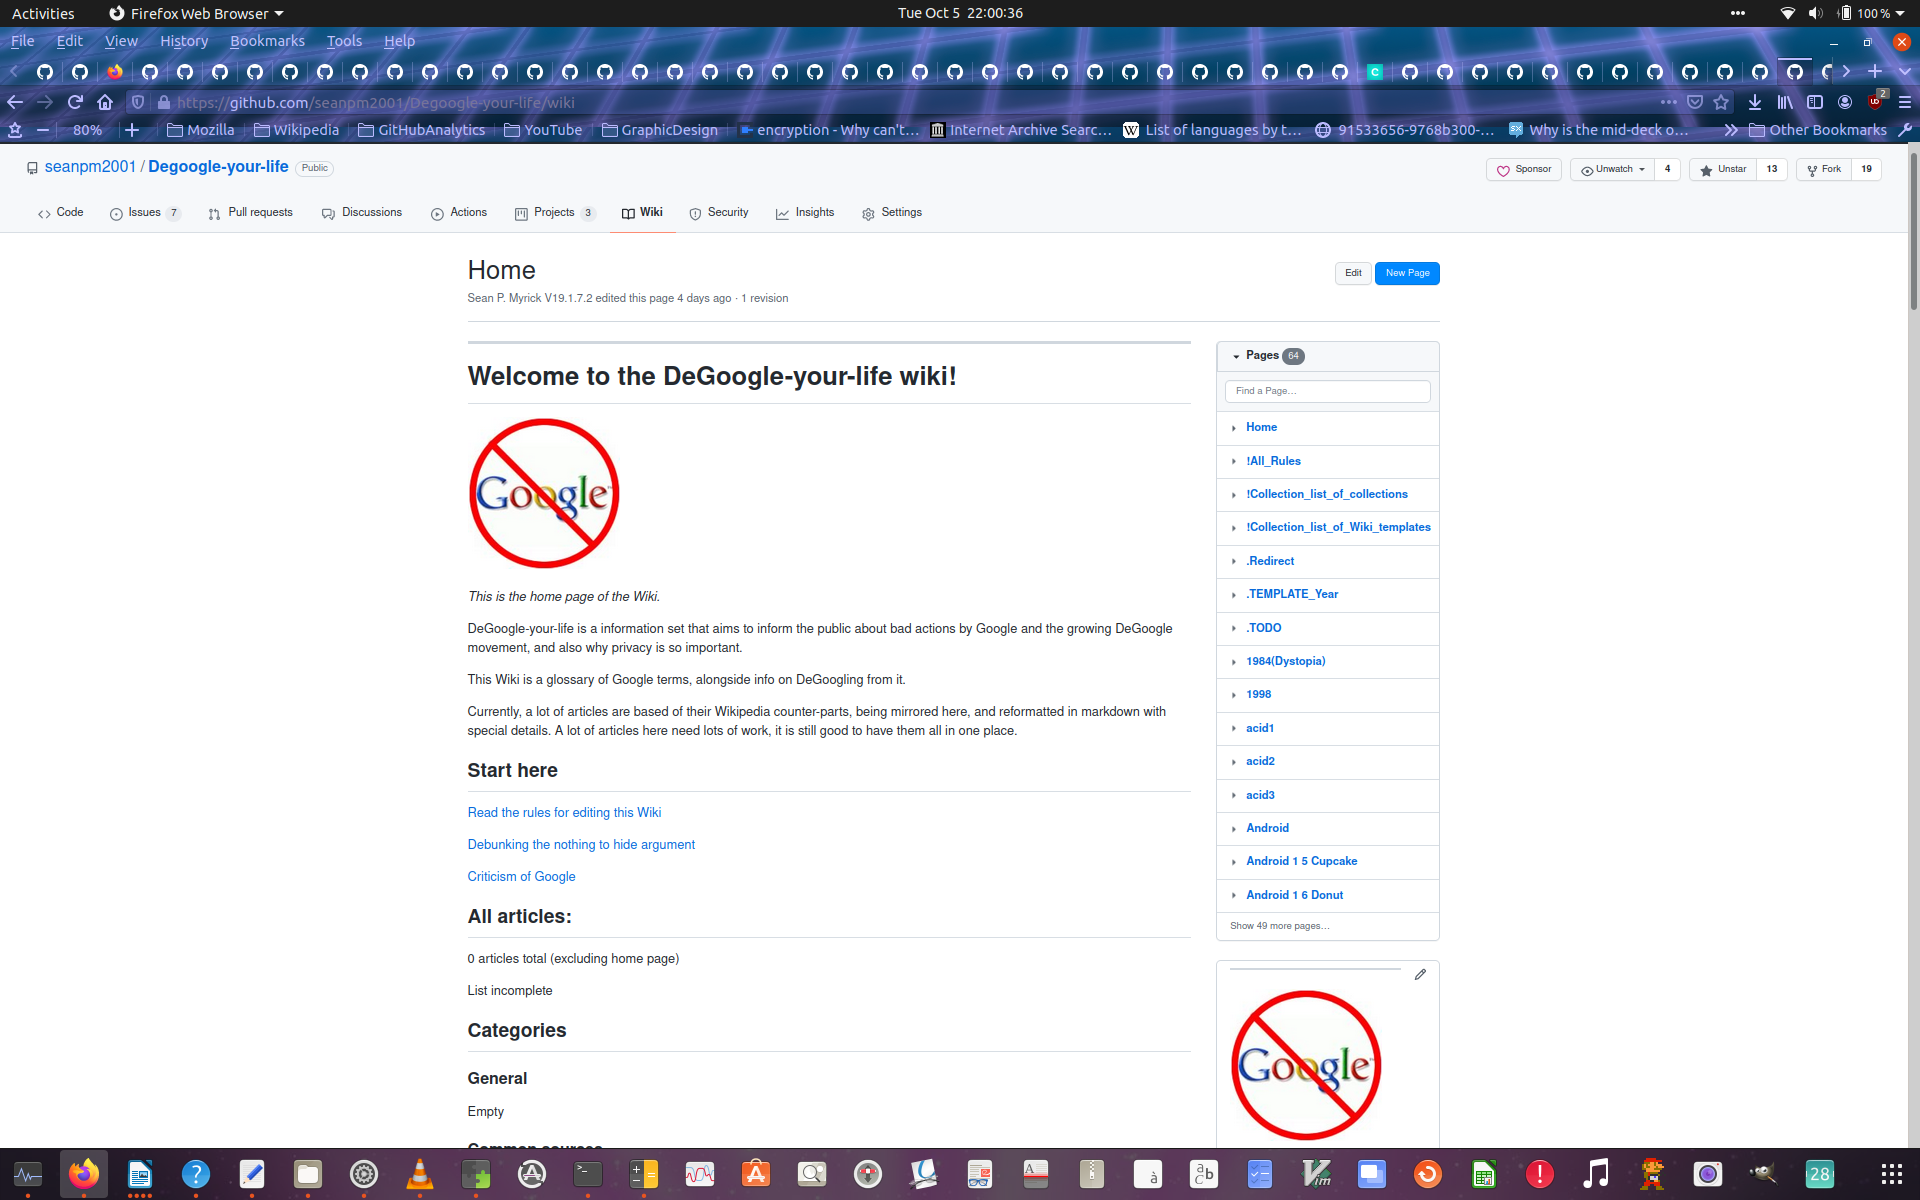 Activities Firefox Web Browser Tue Oct 5 22:00:36 100 %
File Edit View History Bookmarks Tools Help
https://github.com/seanpm2001/Degoogle-your-life/wiki 2
80% Mozilla Wikipedia GitHubAnalytics YouTube GraphicDesign encryption - Why can't... Internet Archive Searc... List of languages by t... 91533656-9768b300-... Why is the mid-deck o... Other Bookmarks
seanpm2001 / Degoogle-your-life Public Sponsor Unwatch 4 Unstar 13 Fork 19
Code Issues 7 Pull requests Discussions Actions Projects 3 Wiki Security Insights Settings
Home
Edit New Page
Sean P. Myrick V19.1.7.2 edited this page 4 days ago · 1 revision
Welcome to the DeGoogle-your-life wiki!
Google
This is the home page of the Wiki.
DeGoogle-your-life is a information set that aims to inform the public about bad actions by Google and the growing DeGoogle
movement, and also why privacy is so important.
This Wiki is a glossary of Google terms, alongside info on DeGoogling from it.
Currently, a lot of articles are based of their Wikipedia counter-parts, being mirrored here, and reformatted in markdown with
special details. A lot of articles here need lots of work, it is still good to have them all in one place.
Start here
Read the rules for editing this Wiki
Debunking the nothing to hide argument
Criticism of Google
All articles:
0 articles total (excluding home page)
List incomplete
Categories
General
Empty
Common sources
Pages 64
Find a Page...
Home
!All_Rules
!Collection_list_of_collections
!Collection_list_of_Wiki_templates
.Redirect
.TEMPLATE_Year
.TODO
1984(Dystopia)
1998
acid1
acid2
acid3
Android
Android 1 5 Cupcake
Android 1 6 Donut
Show 49 more pages...
Google
28